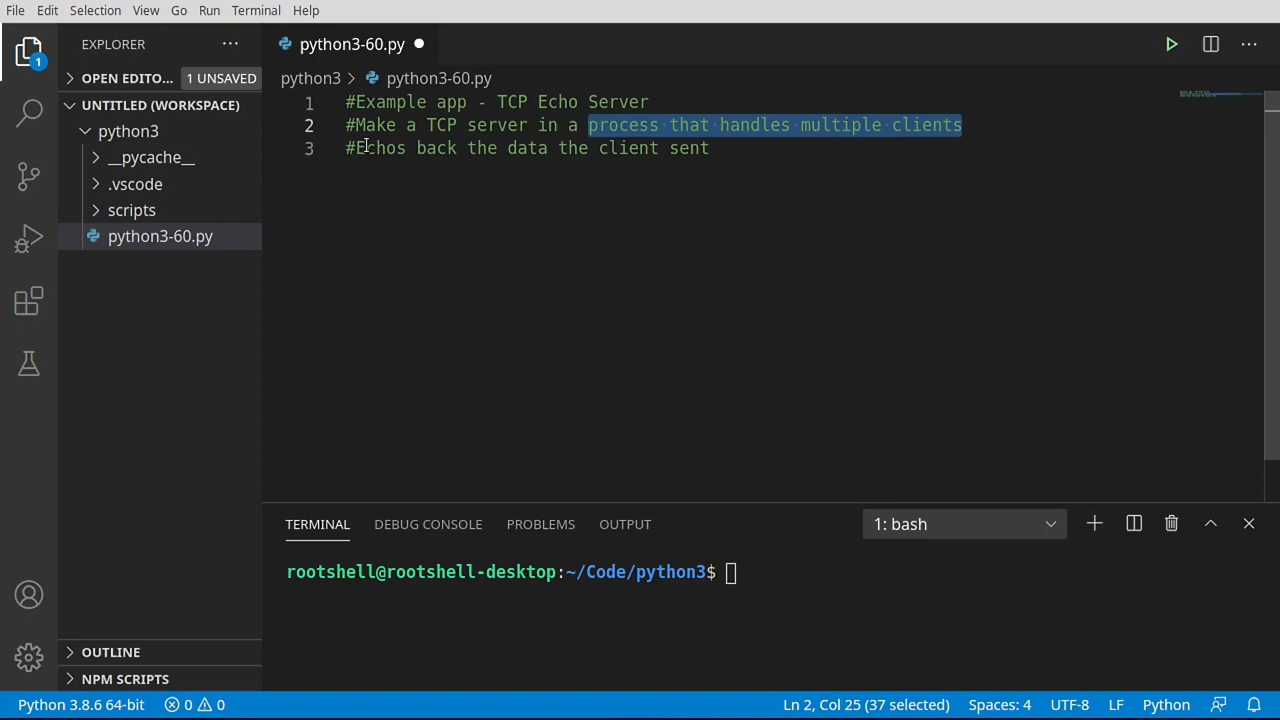 File Edit Selection View Go Run Terminal Help
EXPLORER
python3-60.py
OPEN EDITO... 1 UNSAVED
python3 > python3-60.py
UNTITLED (WORKSPACE)
python3
__pycache__
.vscode
scripts
python3-60.py
1 #Example app - TCP Echo Server
2 #Make a TCP server in a process that handles multiple clients
3 #Echos back the data the client sent
1
TERMINAL DEBUG CONSOLE PROBLEMS OUTPUT 1: bash
rootshell@rootshell-desktop:~/Code/python3$
OUTLINE
NPM SCRIPTS
Python 3.8.6 64-bit 0 0 Ln 2, Col 25 (37 selected) Spaces: 4 UTF-8 LF Python